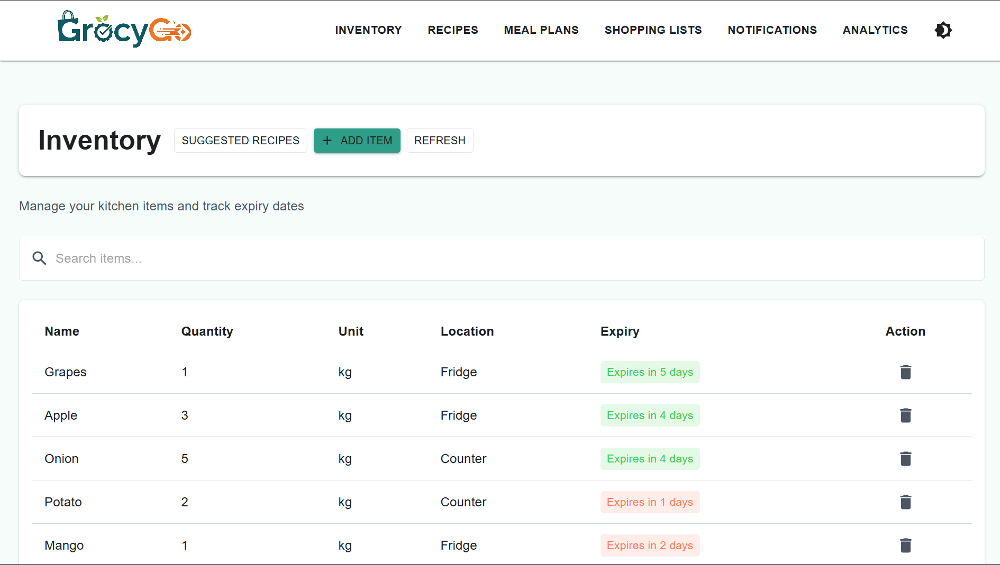 GrocyGo INVENTORY RECIPES MEAL PLANS SHOPPING LISTS NOTIFICATIONS ANALYTICS
Inventory SUGGESTED RECIPES + ADD ITEM REFRESH
Manage your kitchen items and track expiry dates
Search items...
Name Quantity Unit Location Expiry Action
Grapes 1 kg Fridge Expires in 5 days
Apple 3 kg Fridge Expires in 4 days
Onion 5 kg Counter Expires in 4 days
Potato 2 kg Counter Expires in 1 days
Mango 1 kg Fridge Expires in 2 days